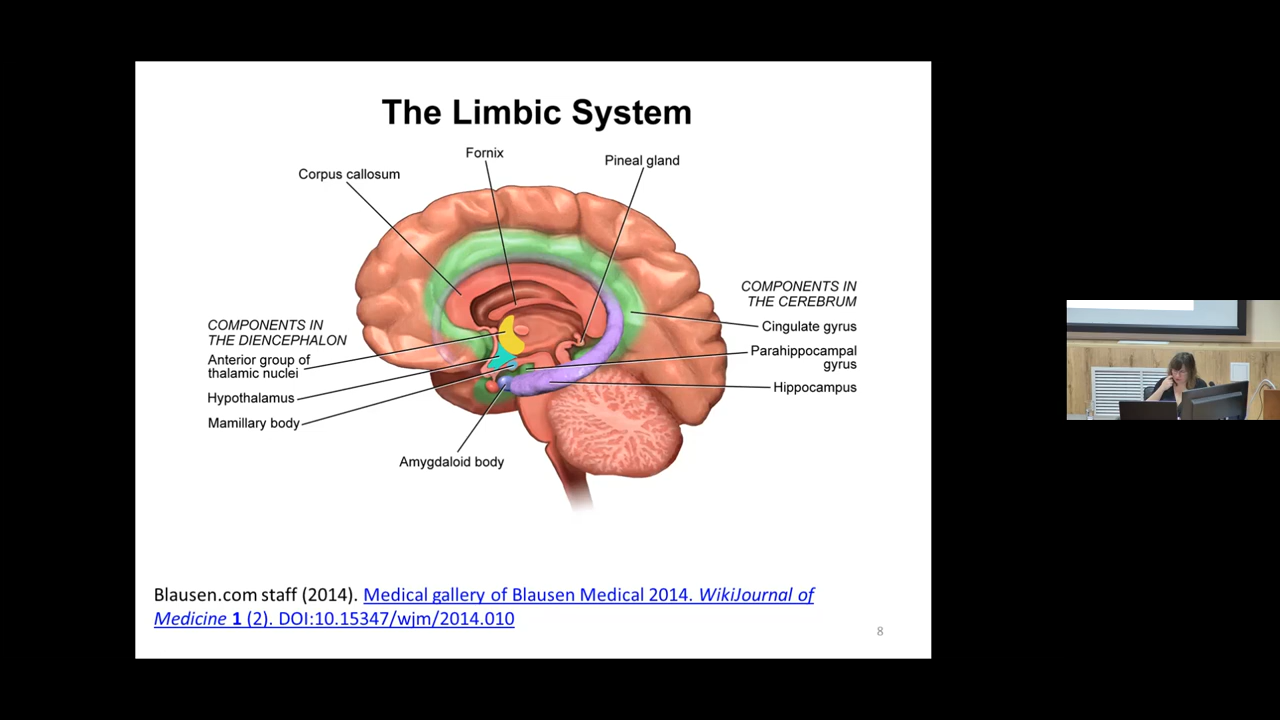 The Limbic System
Fornix
Pineal gland
Corpus callosum
COMPONENTS IN
THE CEREBRUM
Cingulate gyrus
Parahippocampal
gyrus
Hippocampus
COMPONENTS IN
THE DIENCEPHALON
Anterior group of
thalamic nuclei
Hypothalamus
Mamillary body
Amygdaloid body
Blausen.com staff (2014). Medical gallery of Blausen Medical 2014. WikiJournal of
Medicine 1 (2). DOI:10.15347/wjm/2014.010
8